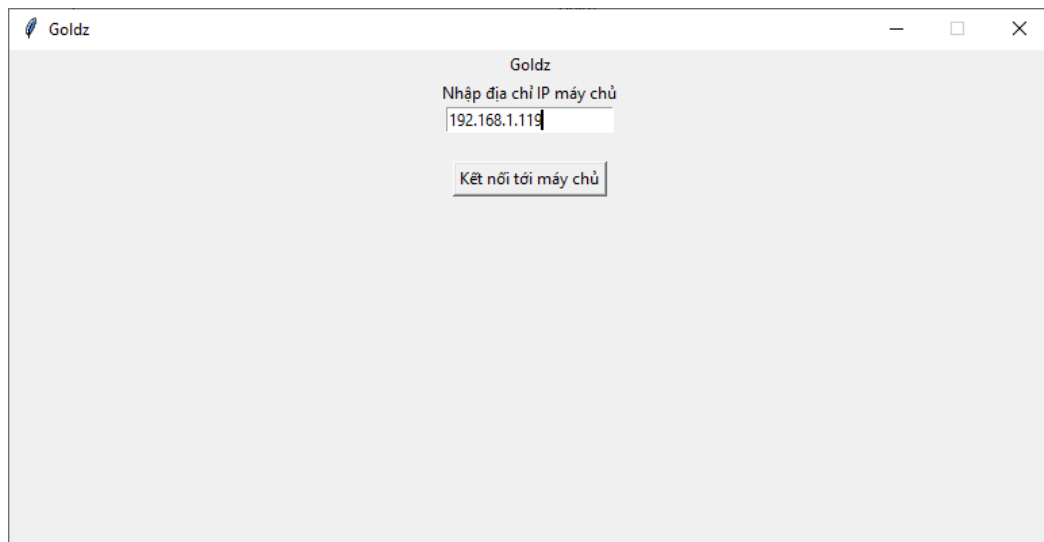 Goldz
Goldz
Nhập địa chỉ IP máy chủ
192.168.1.119
Kết nối tới máy chủ